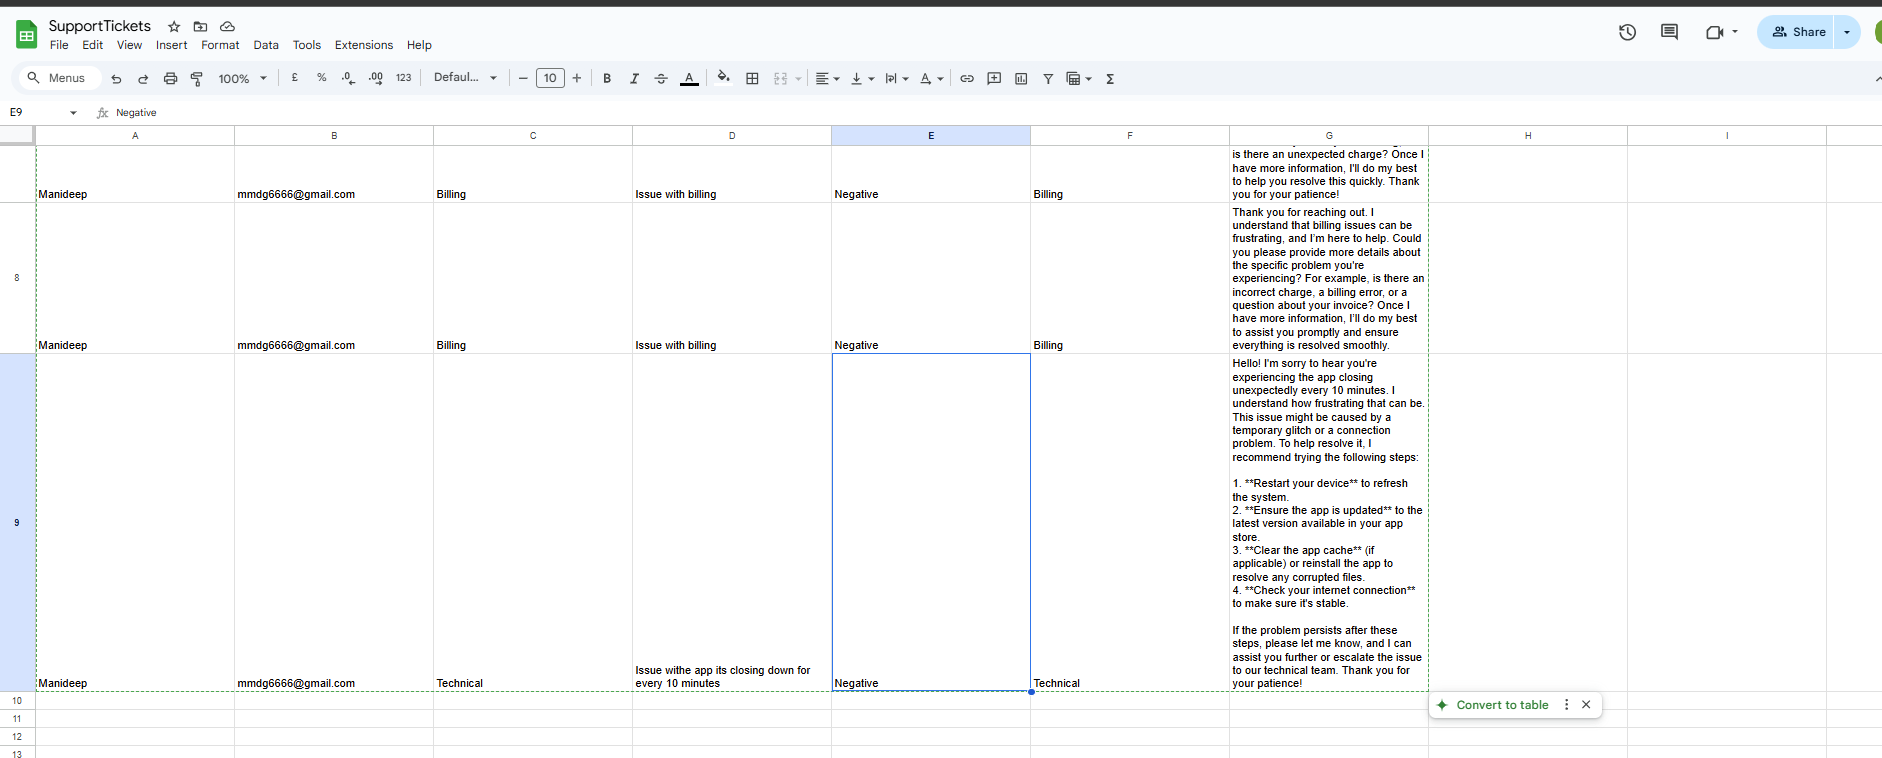 SupportTickets
File Edit View Insert Format Data Tools Extensions Help
Share
Menus 100% £ % .0 .00 123 Defaul... 10 B I A Σ
E9 fx Negative
A B C D E F G H I
is there an unexpected charge? Once I
have more information, I'll do my best
to help you resolve this quickly. Thank
Manideep mmdg6666@gmail.com Billing Issue with billing Negative Billing you for your patience!
Thank you for reaching out. I
understand that billing issues can be
frustrating, and I'm here to help. Could
you please provide more details about
the specific problem you're
8 experiencing? For example, is there an
incorrect charge, a billing error, or a
question about your invoice? Once I
have more information, I'll do my best
to assist you promptly and ensure
Manideep mmdg6666@gmail.com Billing Issue with billing Negative Billing everything is resolved smoothly.
Hello! I'm sorry to hear you're
experiencing the app closing
unexpectedly every 10 minutes. I
understand how frustrating that can be.
This issue might be caused by a
temporary glitch or a connection
problem. To help resolve it, I
recommend trying the following steps:
1. **Restart your device** to refresh
the system.
2. **Ensure the app is updated** to the
9 latest version available in your app
store.
3. **Clear the app cache** (if
applicable) or reinstall the app to
resolve any corrupted files.
4. **Check your internet connection**
to make sure it's stable.
If the problem persists after these
steps, please let me know, and I can
assist you further or escalate the issue
Issue withe app its closing down for to our technical team. Thank you for
Manideep mmdg6666@gmail.com Technical every 10 minutes Negative Technical your patience!
10
Convert to table
11
12
13